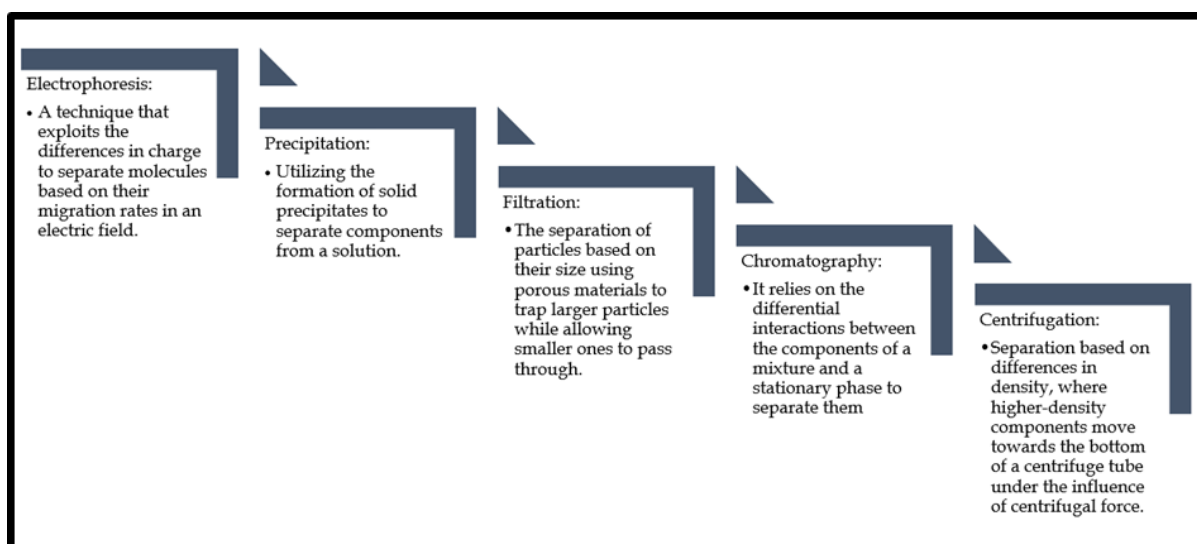 Electrophoresis:
• A technique that
exploits the
differences in charge
to separate molecules
based on their
migration rates in an
electric field.
Precipitation:
• Utilizing the
formation of solid
precipitates to
separate components
from a solution.
Filtration:
•The separation of
particles based on
their size using
porous materials to
trap larger particles
while allowing
smaller ones to pass
through.
Chromatography:
•It relies on the
differential
interactions between
the components of a
mixture and a
stationary phase to
separate them
Centrifugation:
•Separation based on
differences in
density, where
higher-density
components move
towards the bottom
of a centrifuge tube
under the influence
of centrifugal force.